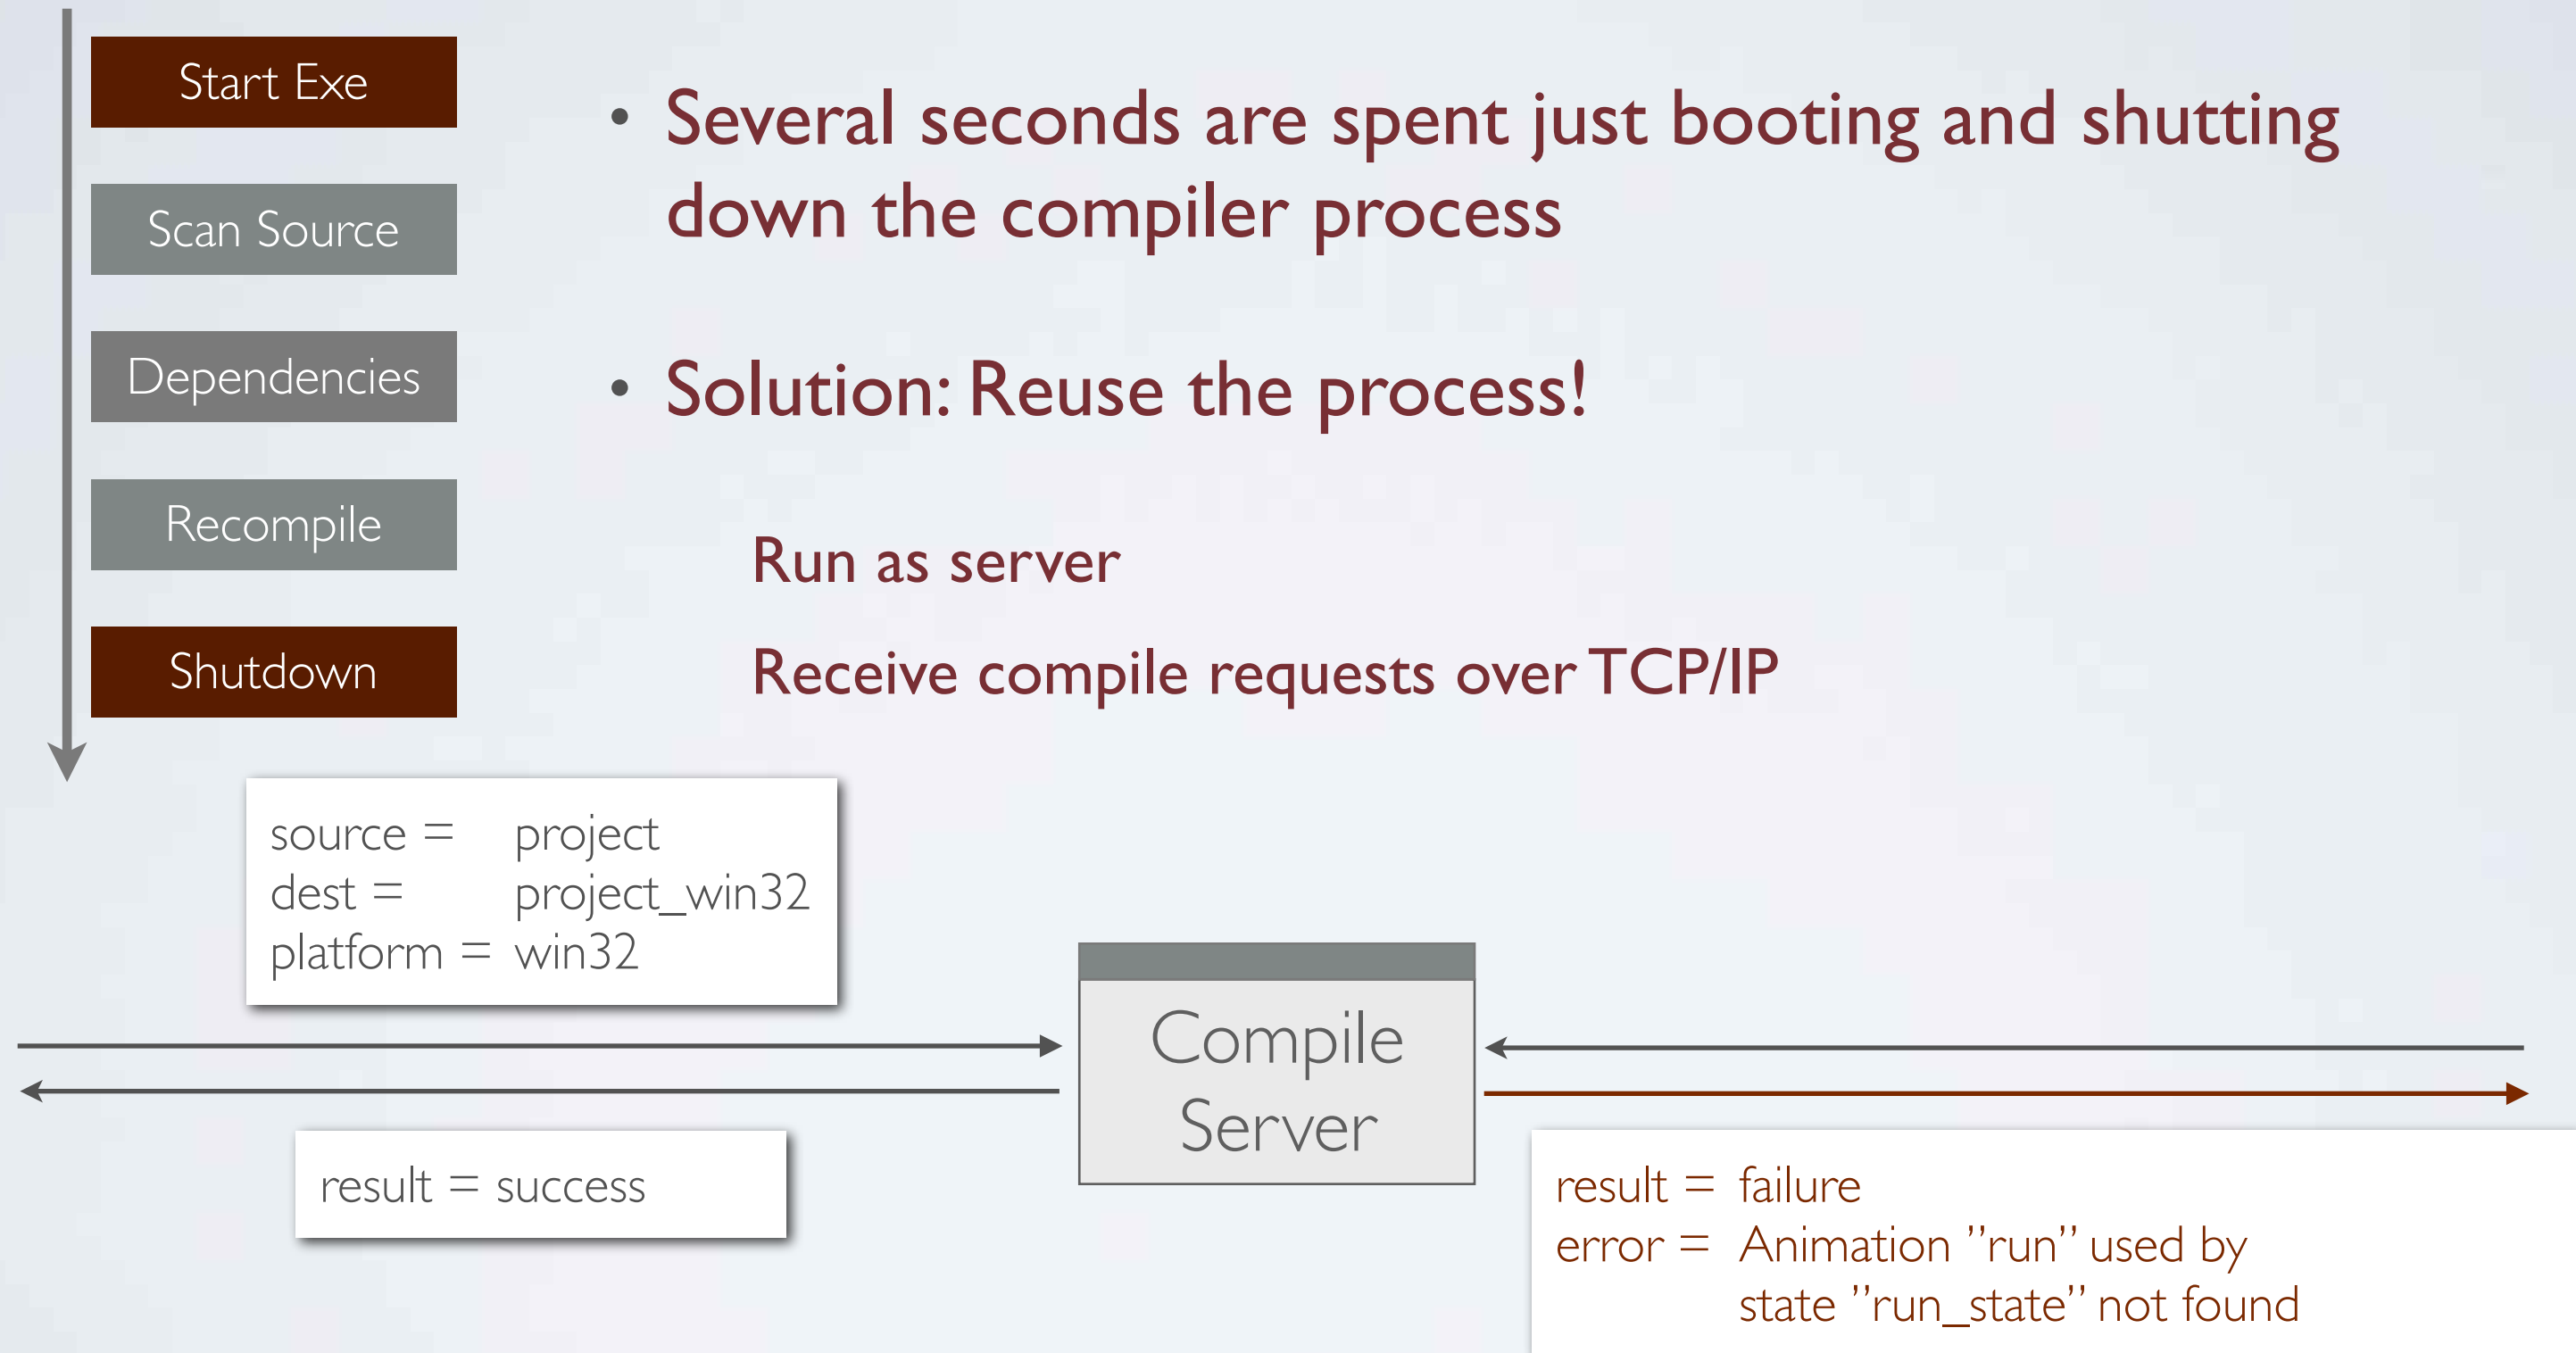 Start Exe
Scan Source
Dependencies
Recompile
Shutdown
• Several seconds are spent just booting and shutting
down the compiler process
• Solution: Reuse the process!
Run as server
Receive compile requests over TCP/IP
source = project
dest = project_win32
platform = win32
Compile
Server
result = success
result = failure
error = Animation ”run” used by
state ”run_state” not found